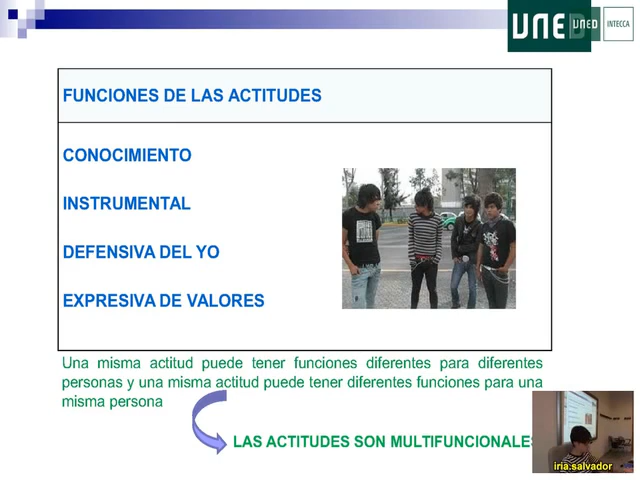 UNED
UNED
INTECCA
FUNCIONES DE LAS ACTITUDES
CONOCIMIENTO
INSTRUMENTAL
DEFENSIVA DEL YO
EXPRESIVA DE VALORES
Una misma actitud puede tener funciones diferentes para diferentes
personas y una misma actitud puede tener diferentes funciones para una
misma persona
LAS ACTITUDES SON MULTIFUNCIONALES
iria.salvador